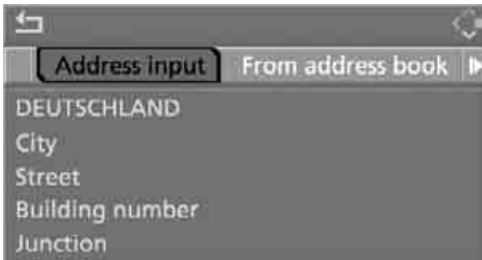 Address input From address book
DEUTSCHLAND
City
Street
Building number
Junction